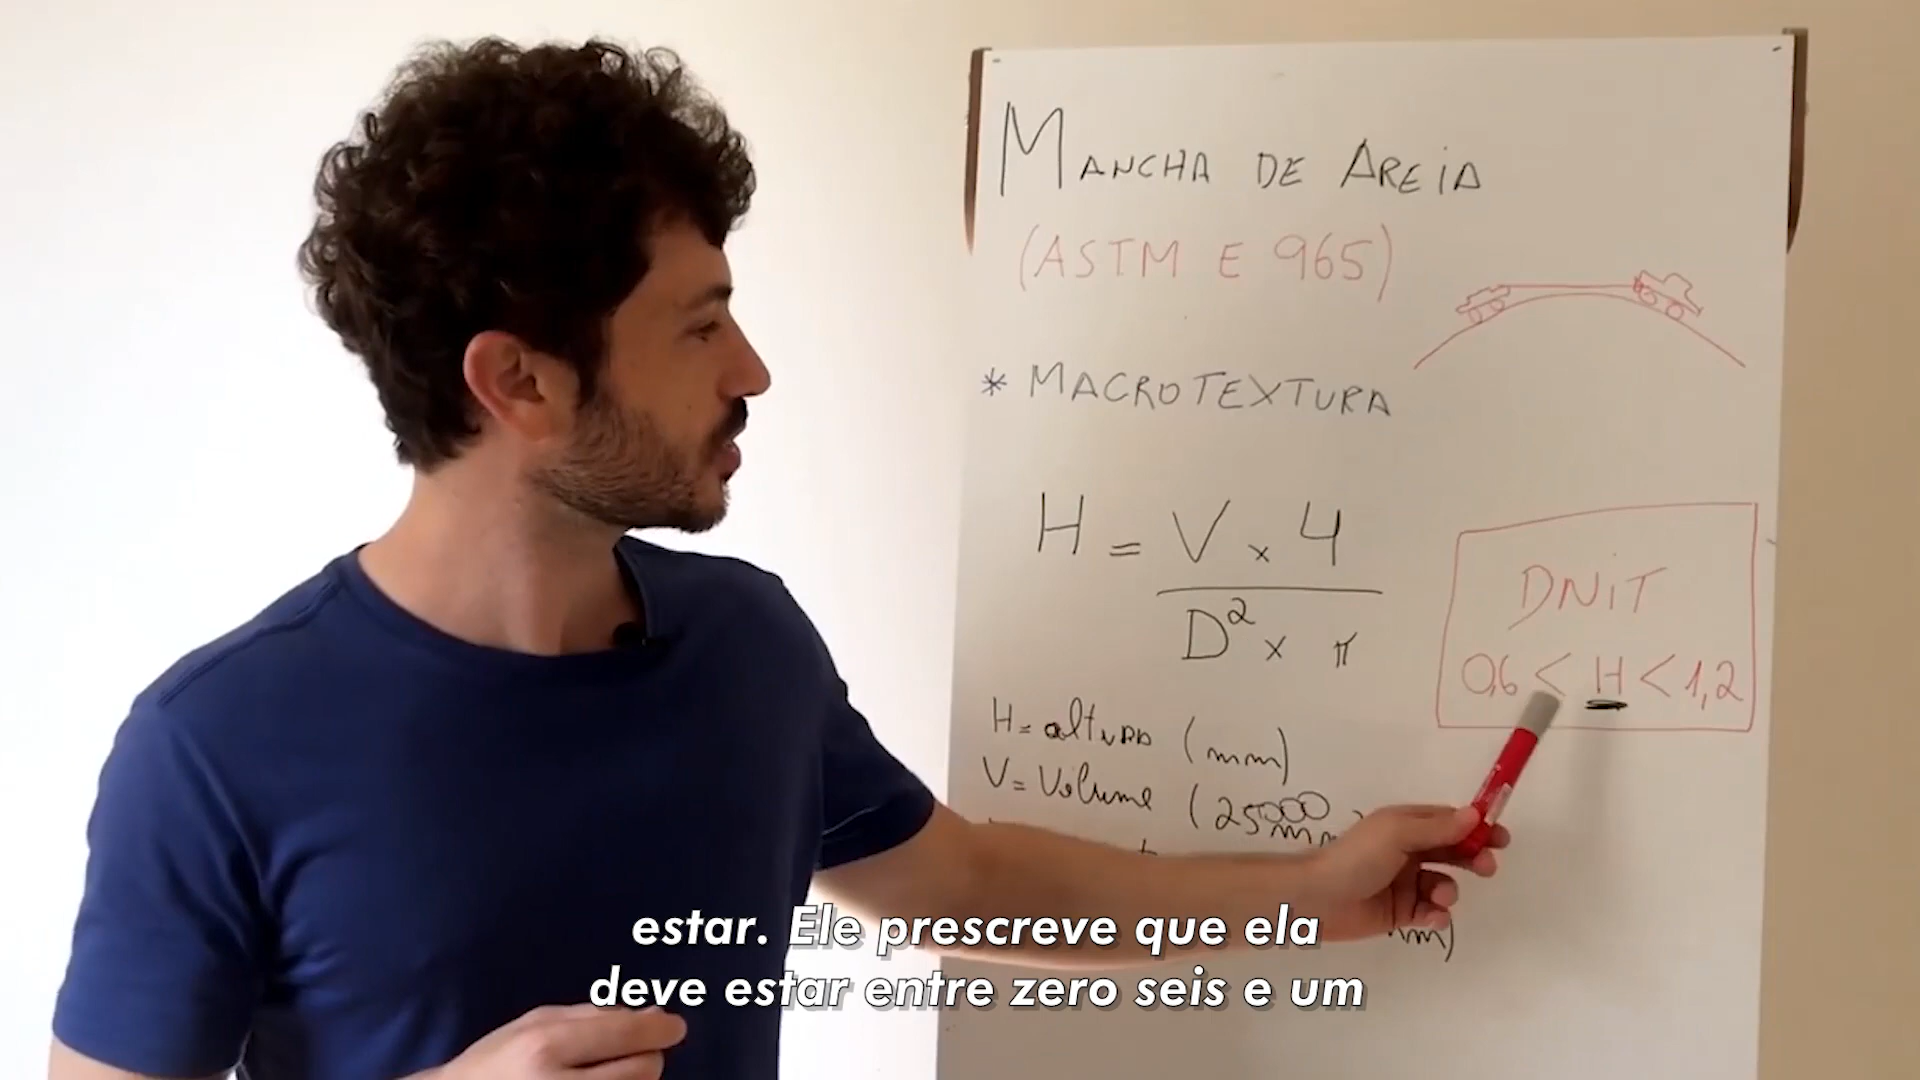 MANCHA DE AREIA
(ASTM E 965)
* MACROTEXTURA
H = V x 4
D² x π
DNIT
0,6 < H < 1,2
H = altura (mm)
V = Volume (25000
mm)
estar. Ele prescreve que ela
deve estar entre zero seis e um